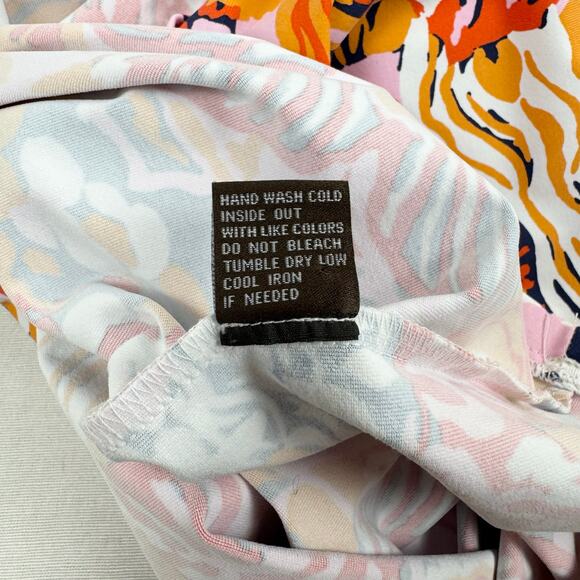 HAND WASH COLD
INSIDE OUT
WITH LIKE COLORS
DO NOT BLEACH
TUMBLE DRY LOW
COOL IRON
IF NEEDED